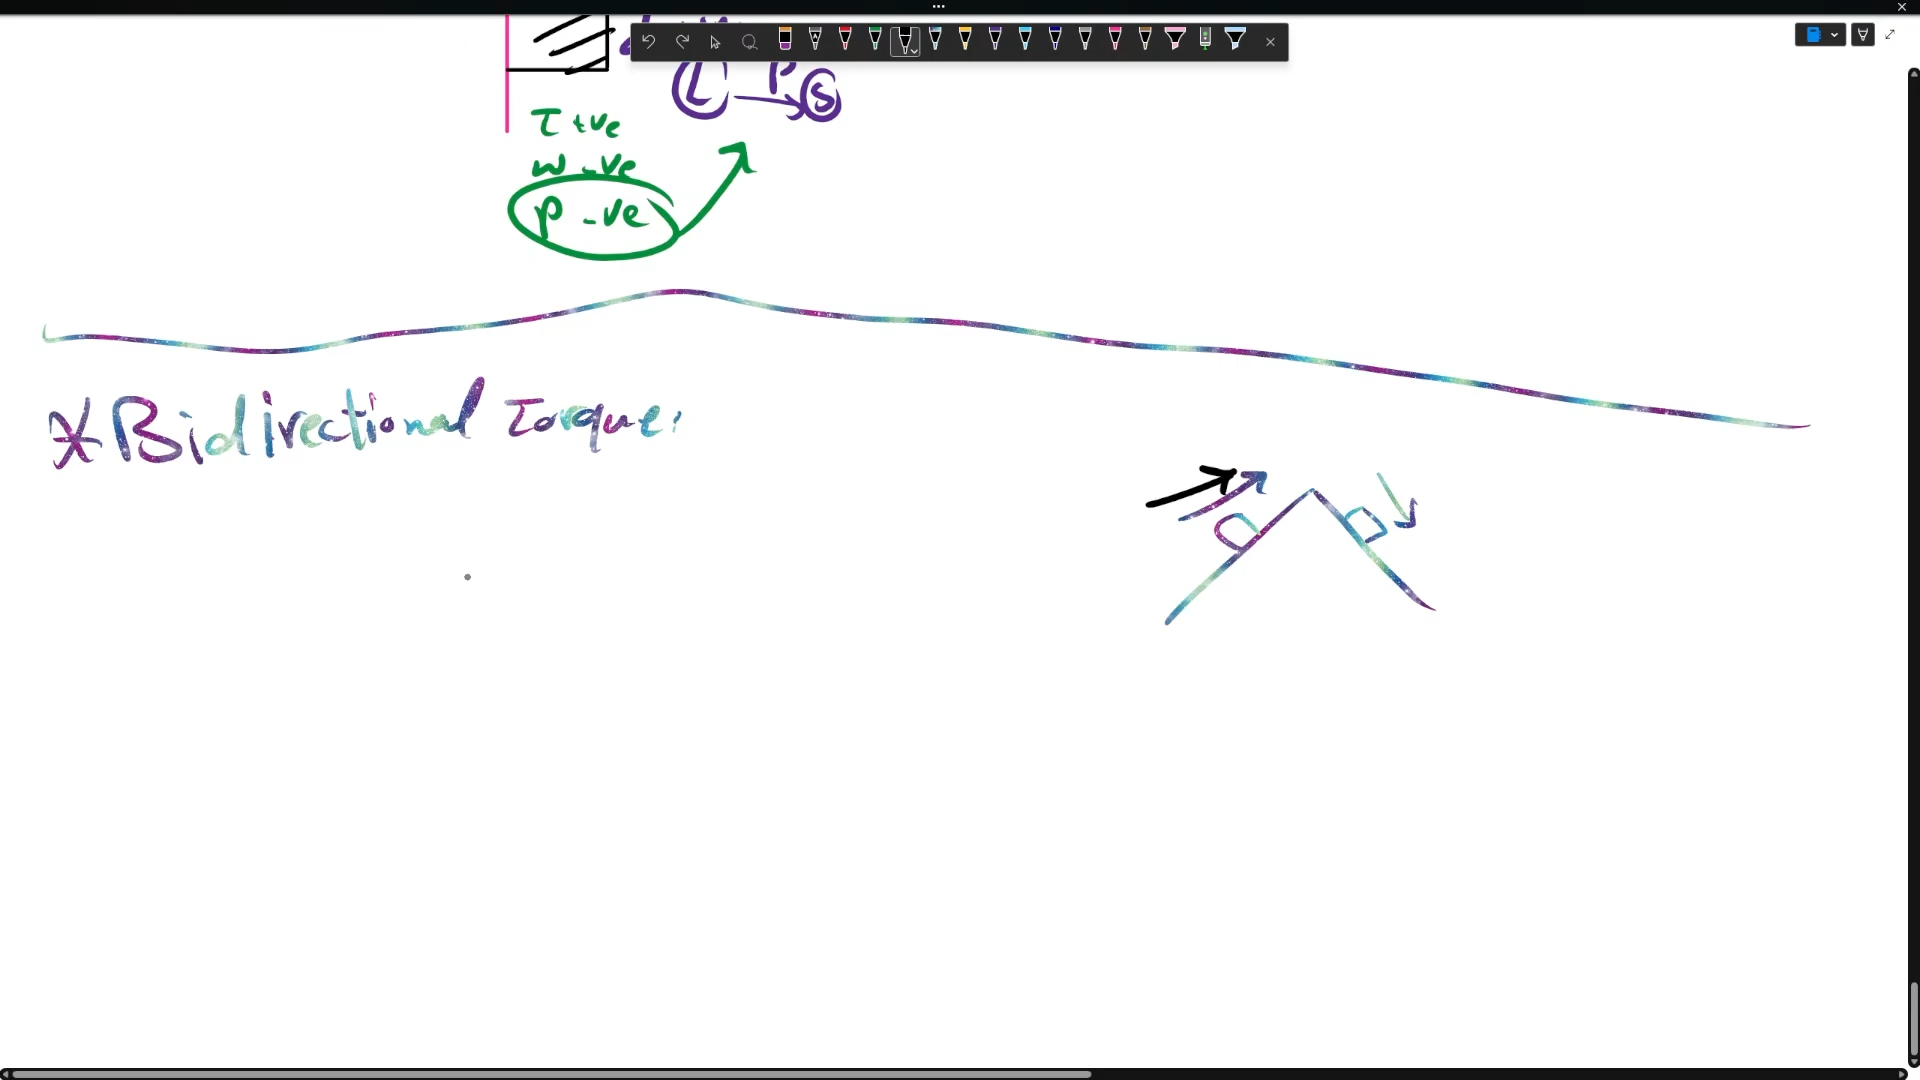 L P S
τ +ve
w -ve
P -ve
*Bidirectional Torque: